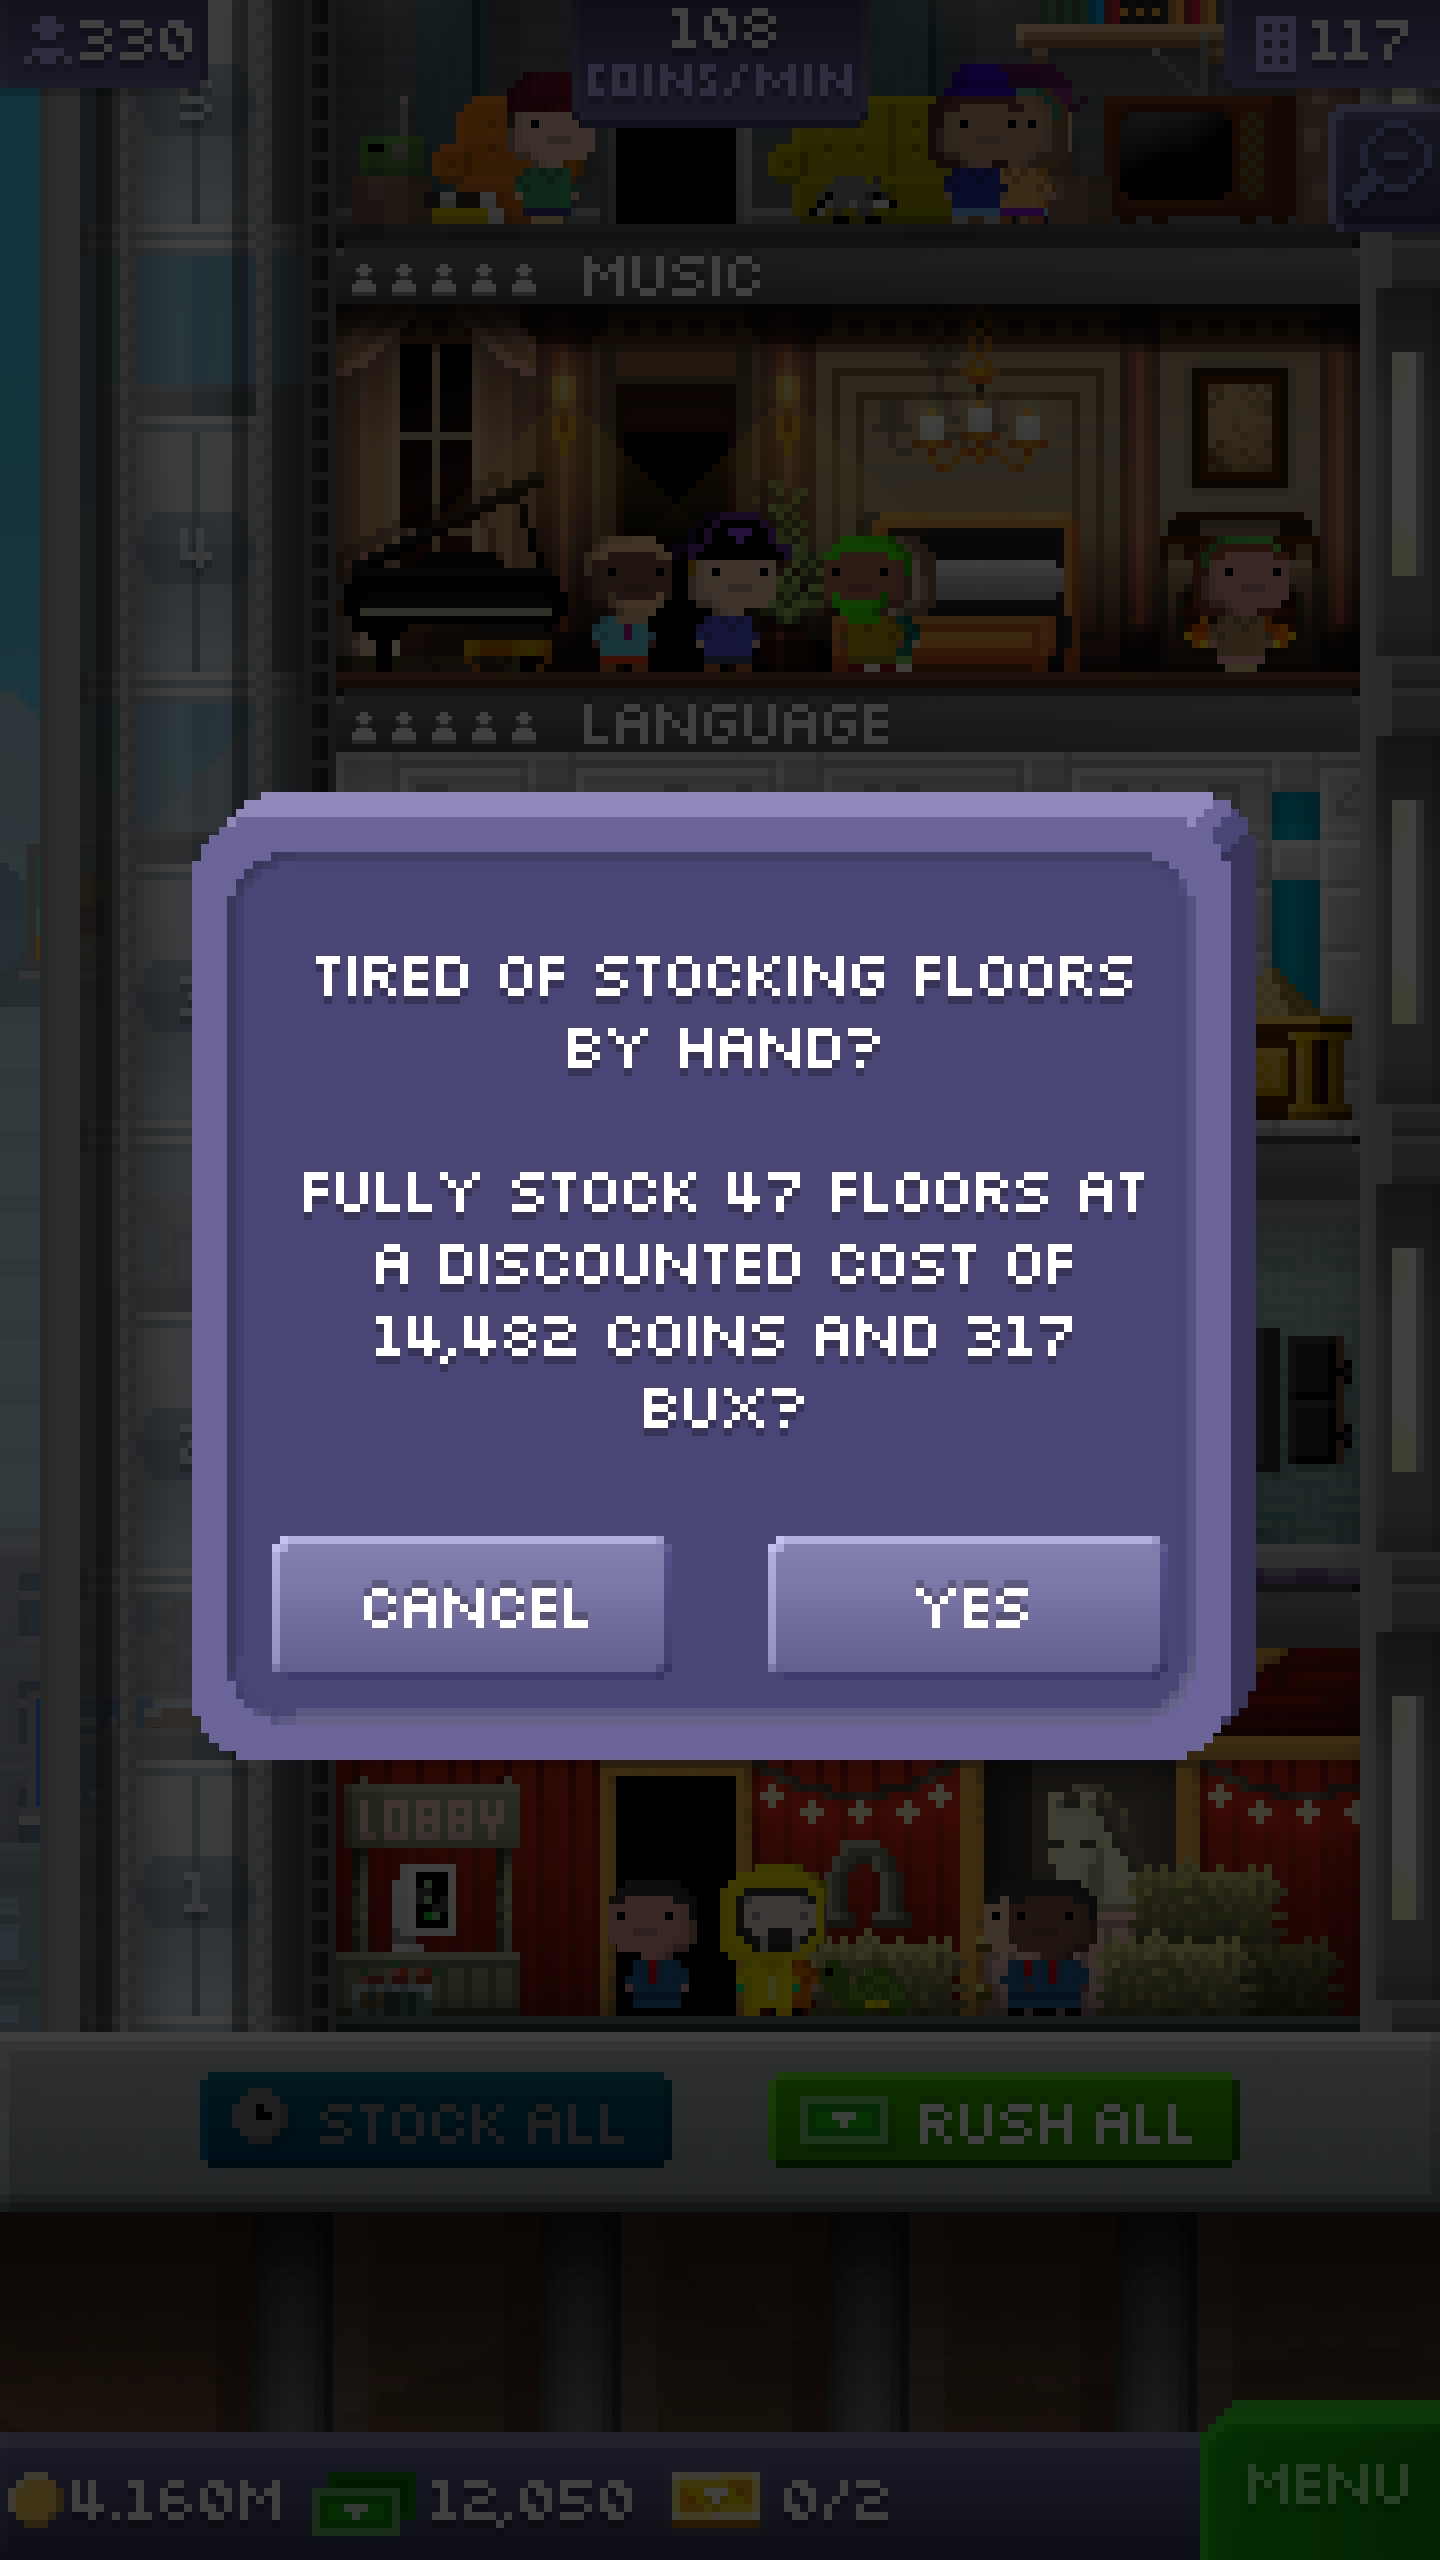 330
108
COINS/MIN
117
5
MUSIC
4
LANGUAGE
TIRED OF STOCKING FLOORS
BY HAND?
FULLY STOCK 47 FLOORS AT
A DISCOUNTED COST OF
14,482 COINS AND 317
BUX?
CANCEL
YES
LOBBY
1
STOCK ALL
RUSH ALL
4.160M
12,050
0/2
MENU